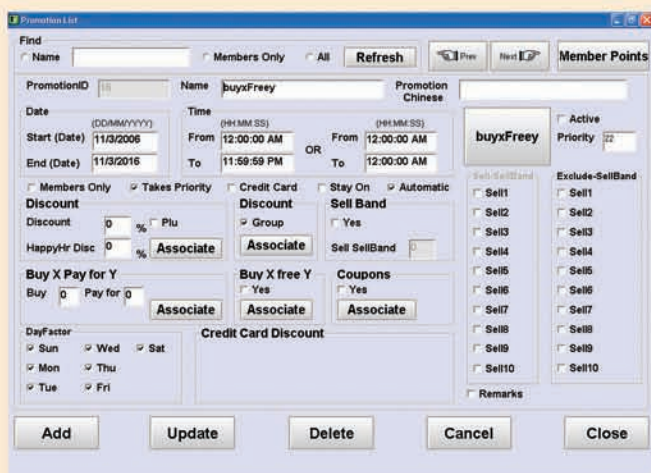 Promotion List
Find
Name Members Only All Refresh Prev Next Member Points
PromotionID 16 Name buyxFreey Promotion Chinese
Date Time
(DD/MM/YYYY) (HH:MM:SS) (HH:MM:SS)
Start (Date) 11/3/2006 From 12:00:00 AM OR From 12:00:00 AM
End (Date) 11/3/2016 To 11:59:59 PM To 12:00:00 AM
buyxFreey
Active
Priority 22
Members Only Takes Priority Credit Card Stay On Automatic
Discount Discount Sell Band
Discount 0 % Plu Group Yes
HappyHr Disc 0 % Associate Associate Sell SellBand 0
Buy X Pay for Y Buy X free Y Coupons
Buy 0 Pay for 0 Yes Yes
Associate Associate Associate
DayFactor Credit Card Discount
Sun Wed Sat
Mon Thu
Tue Fri
Sell-SellBand Exclude-SellBand
Sell1 Sell1
Sell2 Sell2
Sell3 Sell3
Sell4 Sell4
Sell5 Sell5
Sell6 Sell6
Sell7 Sell7
Sell8 Sell8
Sell9 Sell9
Sell10 Sell10
Remarks
Add Update Delete Cancel Close